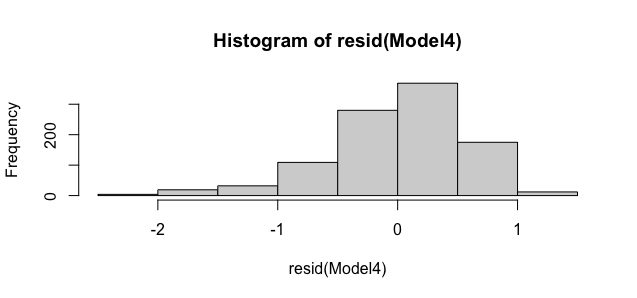 Histogram of resid(Model4)
Frequency
200
0
-2 -1 0 1
resid(Model4)